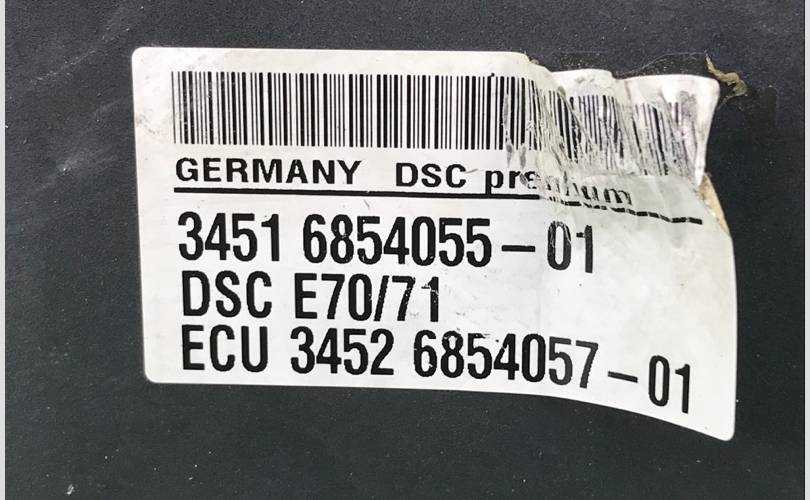 GERMANY DSC premium
3451 6854055-01
DSC E70/71
ECU 3452 6854057-01